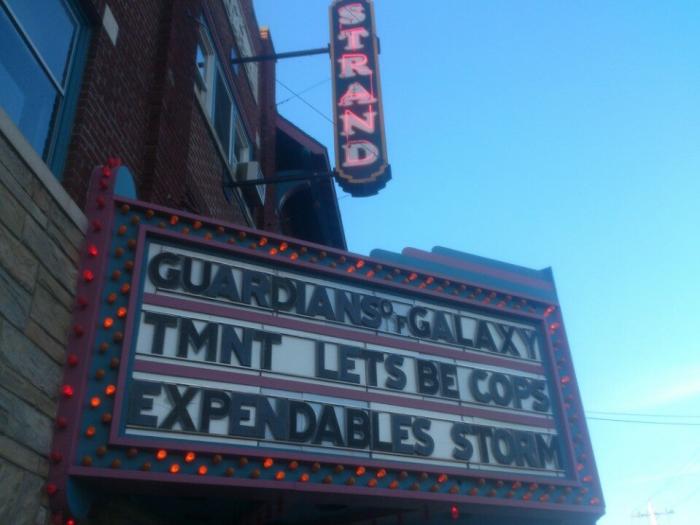 STRAND
GUARDIANS OF GALAXY
TMNT LETS BE COPS
EXPENDABLES STORM